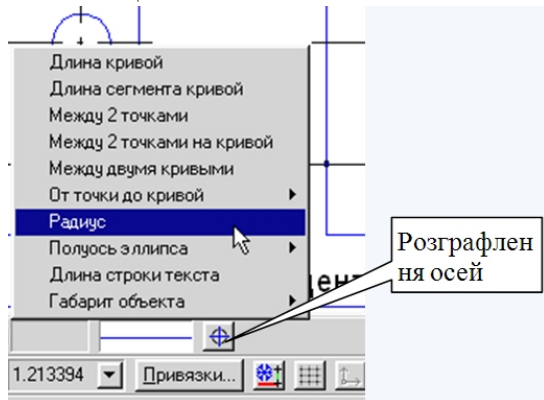 Длина кривой
Длина сегмента кривой
Между 2 точками
Между 2 точками на кривой
Между двумя кривыми
От точки до кривой
Радиус
Полуось эллипса
Длина строки текста
Габарит объекта
Розграфлен
ня осей
цент
1.213394
Привязки...